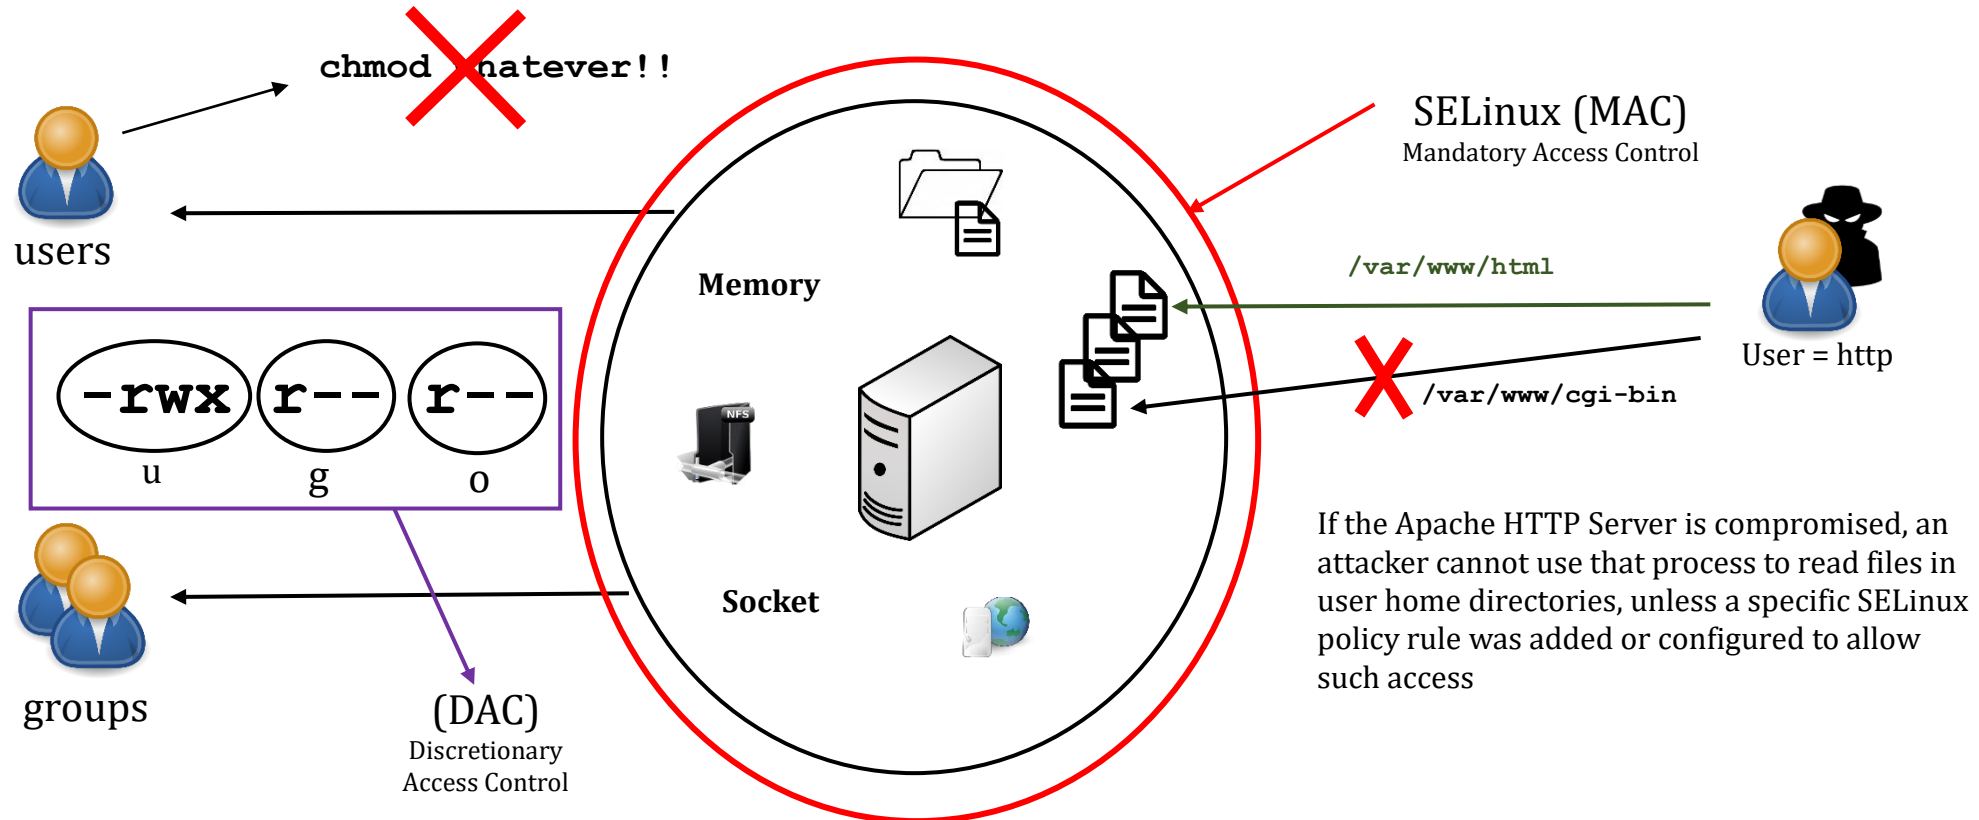 chmod whatever!!
SELinux (MAC)
Mandatory Access Control
users
Memory
/var/www/html
NFS
User = http
/var/www/cgi-bin
-rwx r-- r--
u g o
Socket
If the Apache HTTP Server is compromised, an
attacker cannot use that process to read files in
user home directories, unless a specific SELinux
policy rule was added or configured to allow
such access
groups
(DAC)
Discretionary
Access Control